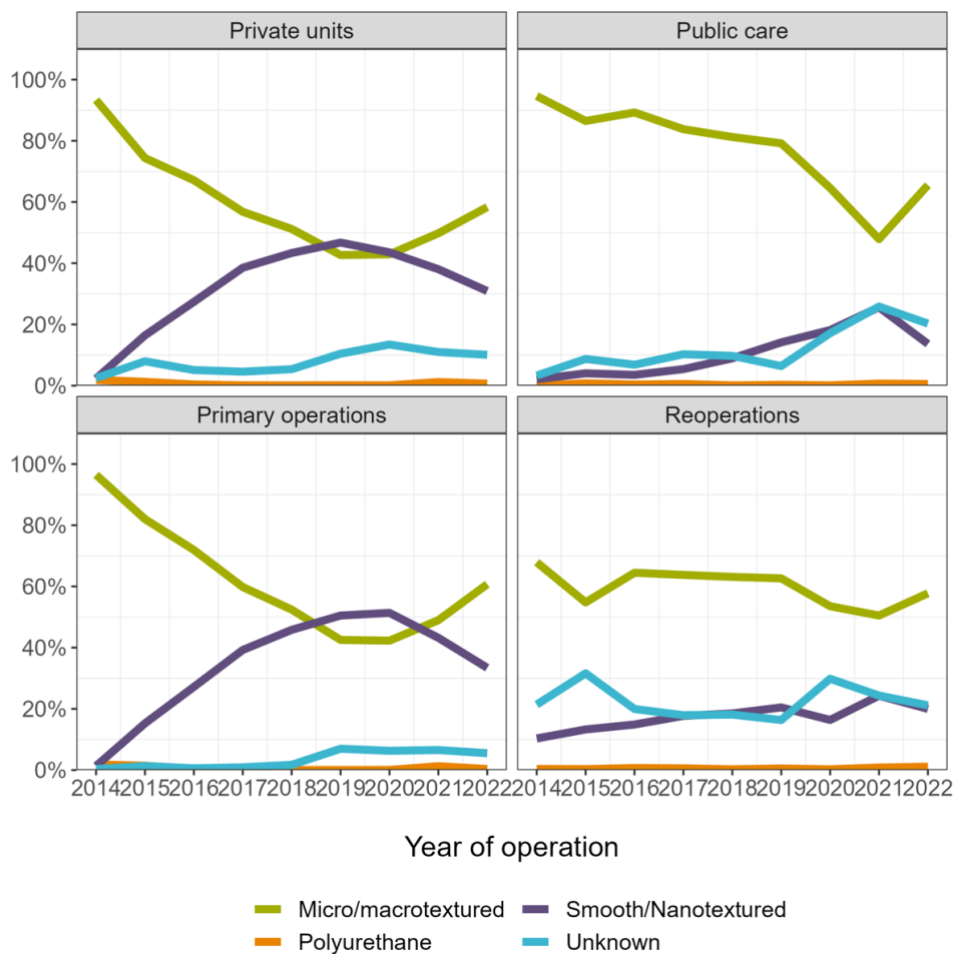 Private units Public care
100%
80%
60%
40%
20%
0%
Primary operations Reoperations
100%
80%
60%
40%
20%
0%
2014 2015 2016 2017 2018 2019 2020 2021 2022 2014 2015 2016 2017 2018 2019 2020 2021 2022
Year of operation
Micro/macrotextured Smooth/Nanotextured
Polyurethane Unknown